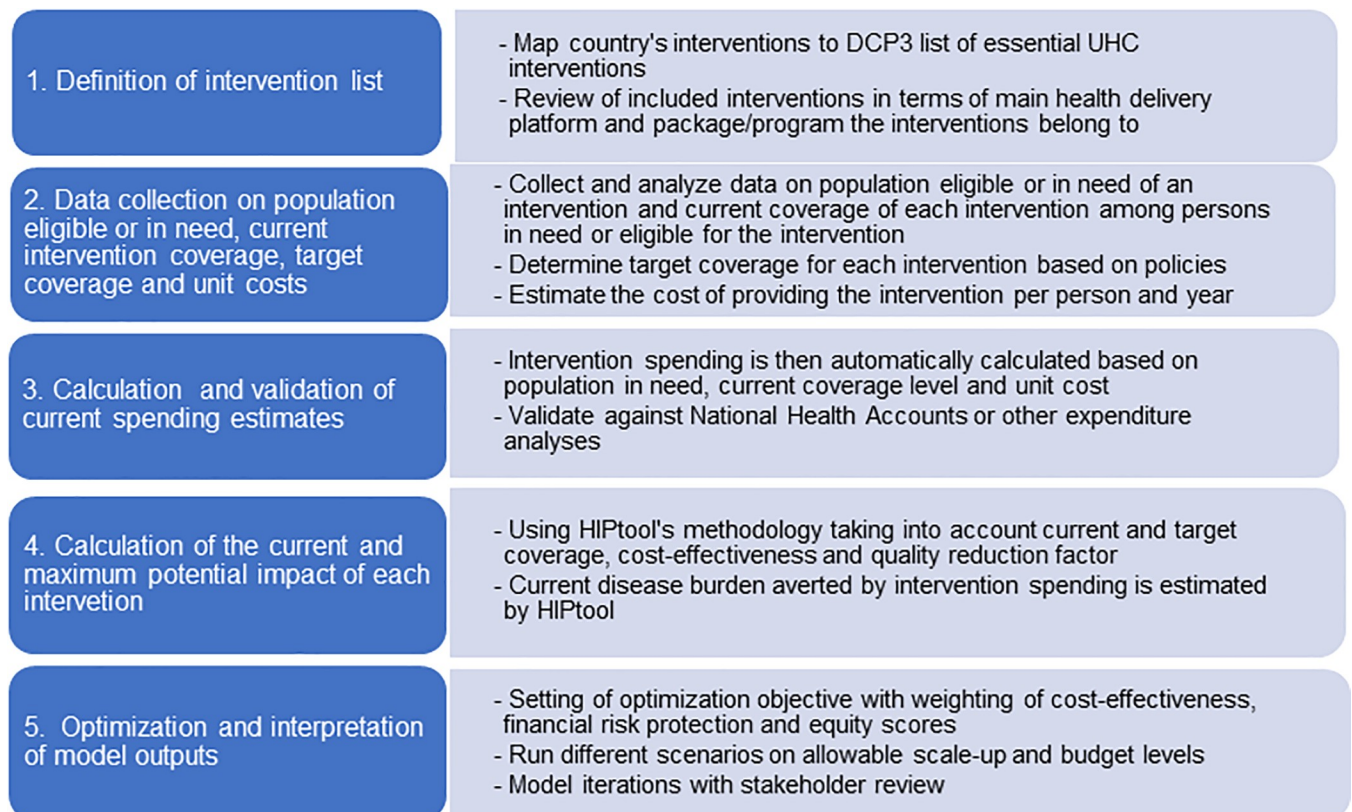 1. Definition of intervention list
- Map country's interventions to DCP3 list of essential UHC
interventions
- Review of included interventions in terms of main health delivery
platform and package/program the interventions belong to
2. Data collection on population
eligible or in need, current
intervention coverage, target
coverage and unit costs
- Collect and analyze data on population eligible or in need of an
intervention and current coverage of each intervention among persons
in need or eligible for the intervention
- Determine target coverage for each intervention based on policies
- Estimate the cost of providing the intervention per person and year
3. Calculation and validation of
current spending estimates
- Intervention spending is then automatically calculated based on
population in need, current coverage level and unit cost
- Validate against National Health Accounts or other expenditure
analyses
4. Calculation of the current and
maximum potential impact of each
intervetion
- Using HIPtool's methodology taking into account current and target
coverage, cost-effectiveness and quality reduction factor
- Current disease burden averted by intervention spending is estimated
by HIPtool
5. Optimization and interpretation
of model outputs
- Setting of optimization objective with weighting of cost-effectiveness,
financial risk protection and equity scores
- Run different scenarios on allowable scale-up and budget levels
- Model iterations with stakeholder review